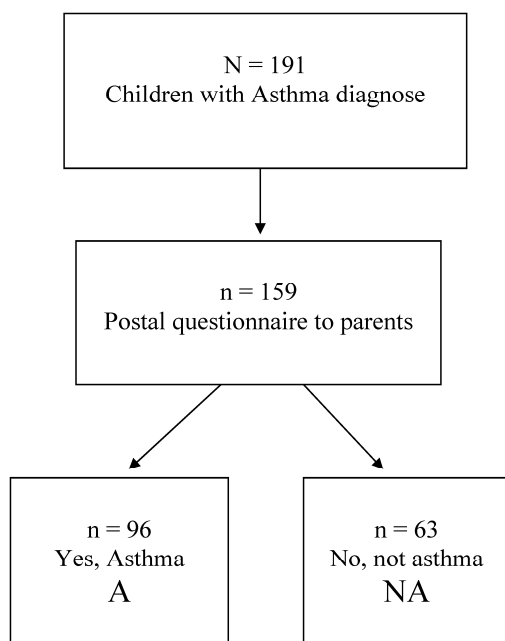 N = 191
Children with Asthma diagnose
n = 159
Postal questionnaire to parents
n = 96
Yes, Asthma
A
n = 63
No, not asthma
NA